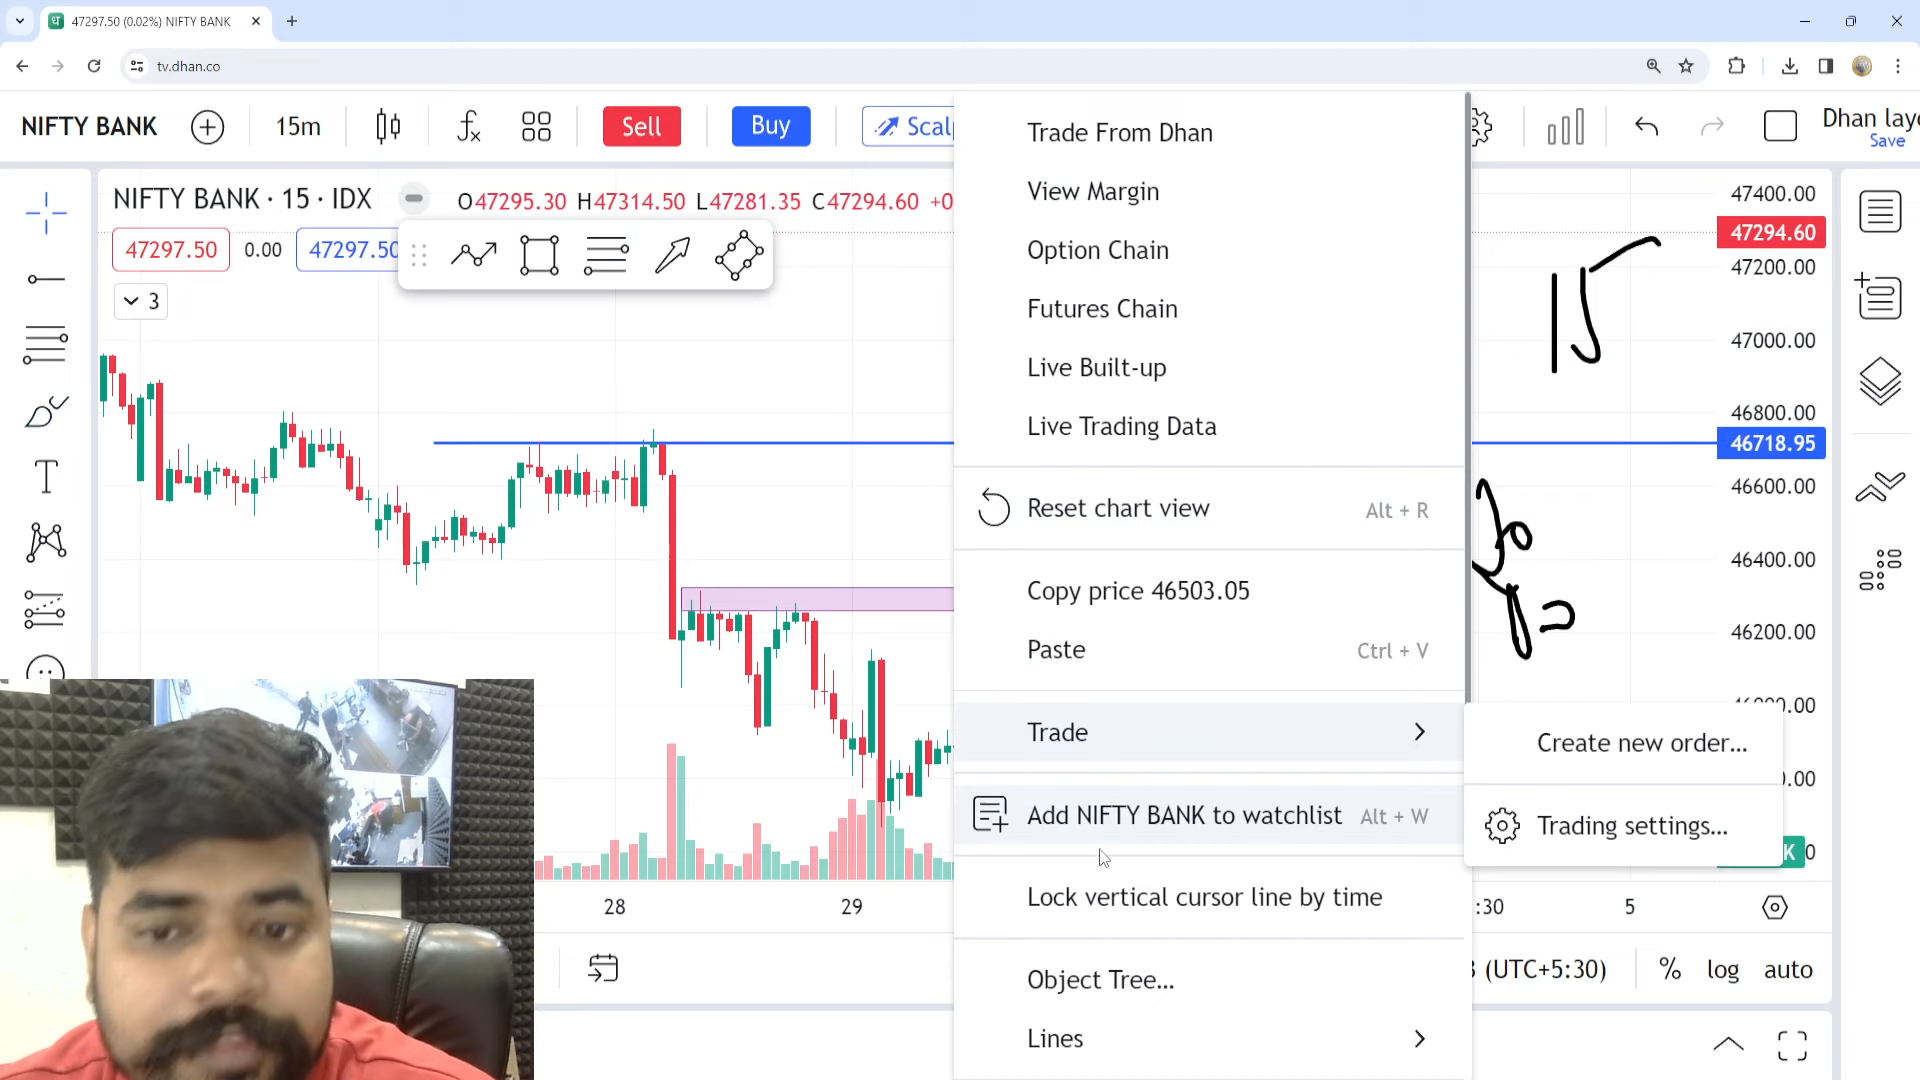 47297.50 (0.02%) NIFTY BANK
tv.dhan.co
NIFTY BANK
15m
Sell
Buy
Scal
Dhan layo
Save
NIFTY BANK · 15 · IDX
O47295.30 H47314.50 L47281.35 C47294.60 +0
47297.50
0.00
47297.50
3
Trade From Dhan
View Margin
Option Chain
Futures Chain
Live Built-up
Live Trading Data
Reset chart view Alt + R
Copy price 46503.05
Paste Ctrl + V
Trade
Add NIFTY BANK to watchlist Alt + W
Lock vertical cursor line by time
Object Tree...
Lines
Create new order...
Trading settings...
15
47400.00
47294.60
47200.00
47000.00
46800.00
46718.95
46600.00
46400.00
46200.00
28
29
:30
5
(UTC+5:30)
%
log
auto